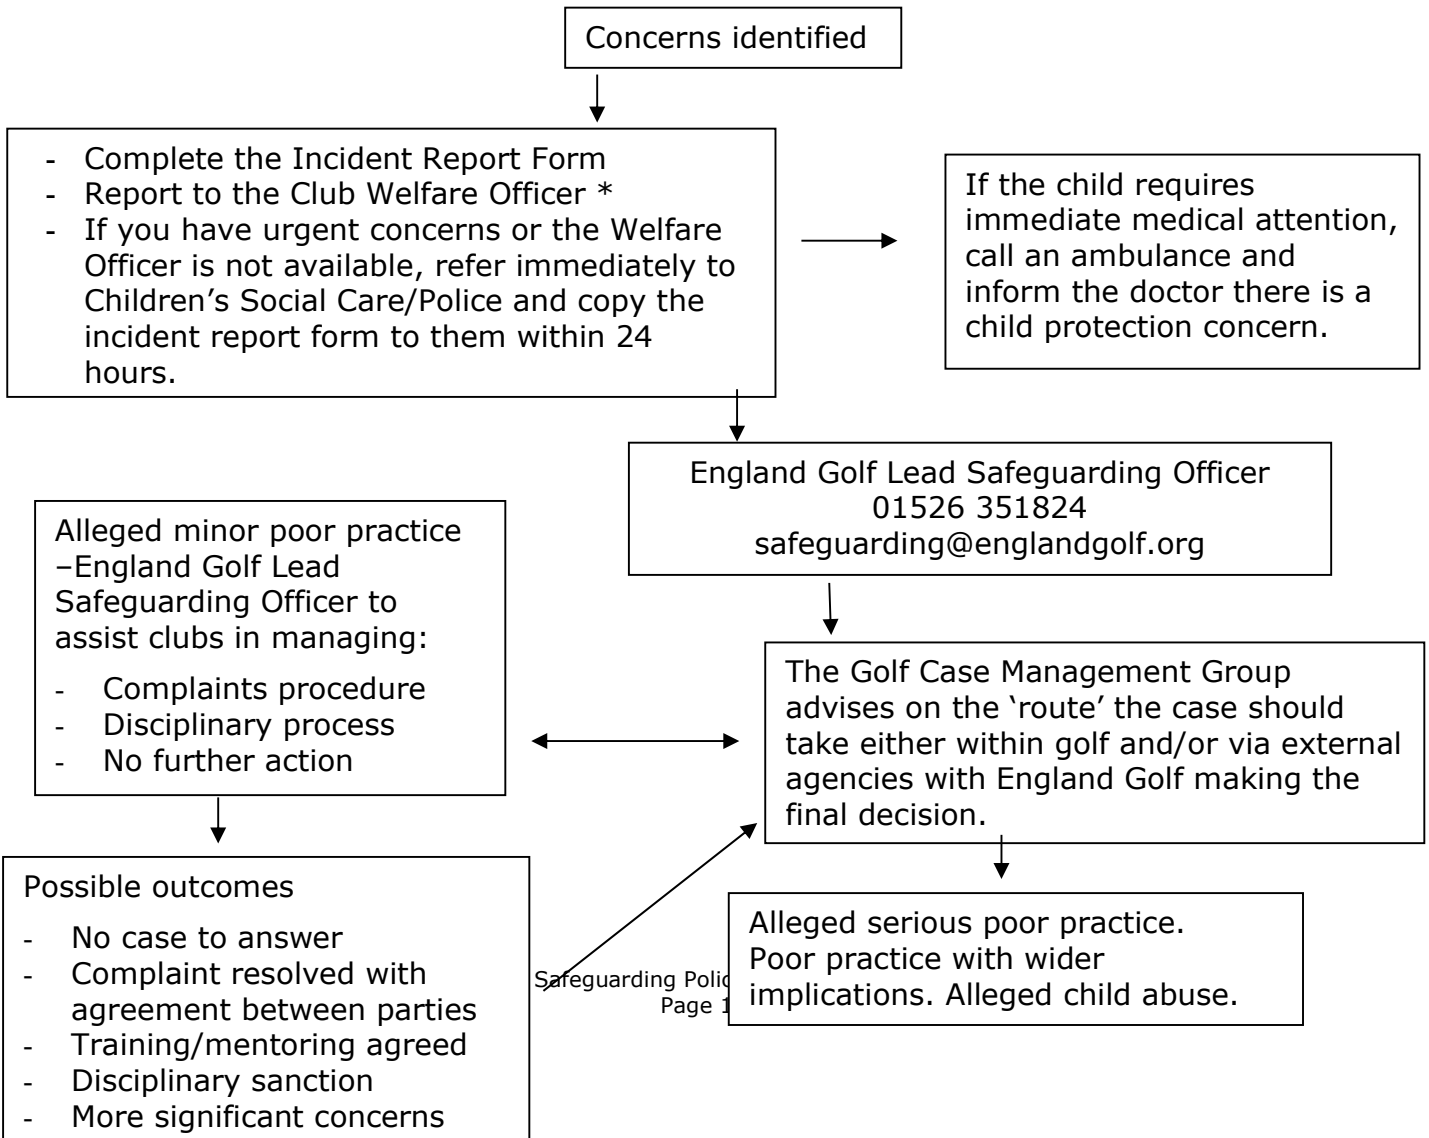 Concerns identified
- Complete the Incident Report Form
- Report to the Club Welfare Officer *
- If you have urgent concerns or the Welfare
Officer is not available, refer immediately to
Children’s Social Care/Police and copy the
incident report form to them within 24
hours.
If the child requires
immediate medical attention,
call an ambulance and
inform the doctor there is a
child protection concern.
England Golf Lead Safeguarding Officer
01526 351824
safeguarding@englandgolf.org
Alleged minor poor practice
–England Golf Lead
Safeguarding Officer to
assist clubs in managing:
- Complaints procedure
- Disciplinary process
- No further action
The Golf Case Management Group
advises on the ‘route’ the case should
take either within golf and/or via external
agencies with England Golf making the
final decision.
Possible outcomes
- No case to answer
- Complaint resolved with
agreement between parties
- Training/mentoring agreed
- Disciplinary sanction
- More significant concerns
Alleged serious poor practice.
Poor practice with wider
implications. Alleged child abuse.
Safeguarding
Page